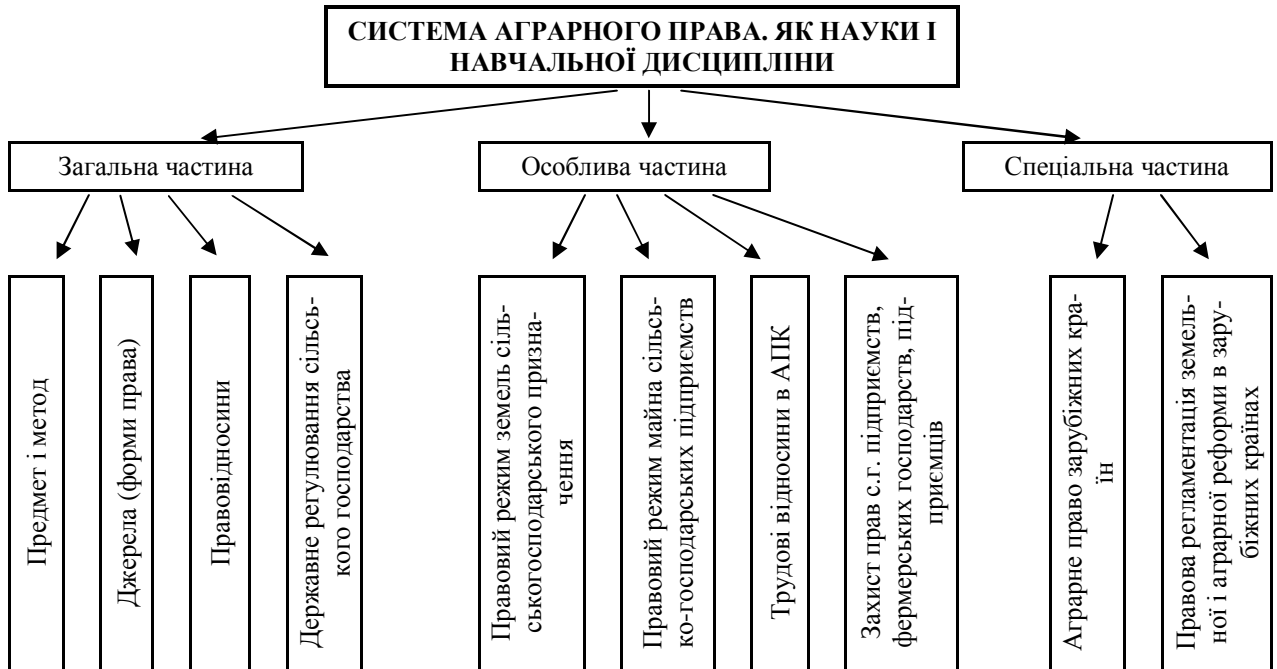 СИСТЕМА АГРАРНОГО ПРАВА. ЯК НАУКИ І
НАВЧАЛЬНОЇ ДИСЦИПЛІНИ
Загальна частина
Особлива частина
Спеціальна частина
Предмет і метод
Джерела (форми права)
Правовідносини
Державне регулювання сільсь-
кого господарства
Правовий режим земель сіль-
ськогосподарського призна-
чення
Правовий режим майна сільсь-
ко-господарських підприємств
Трудові відносини в АПК
Захист прав с.г. підприємств,
фермерських господарств, під-
приємців
Аграрне право зарубіжних кра-
їн
Правова регламентація земель-
ної і аграрної реформи в зару-
біжних країнах